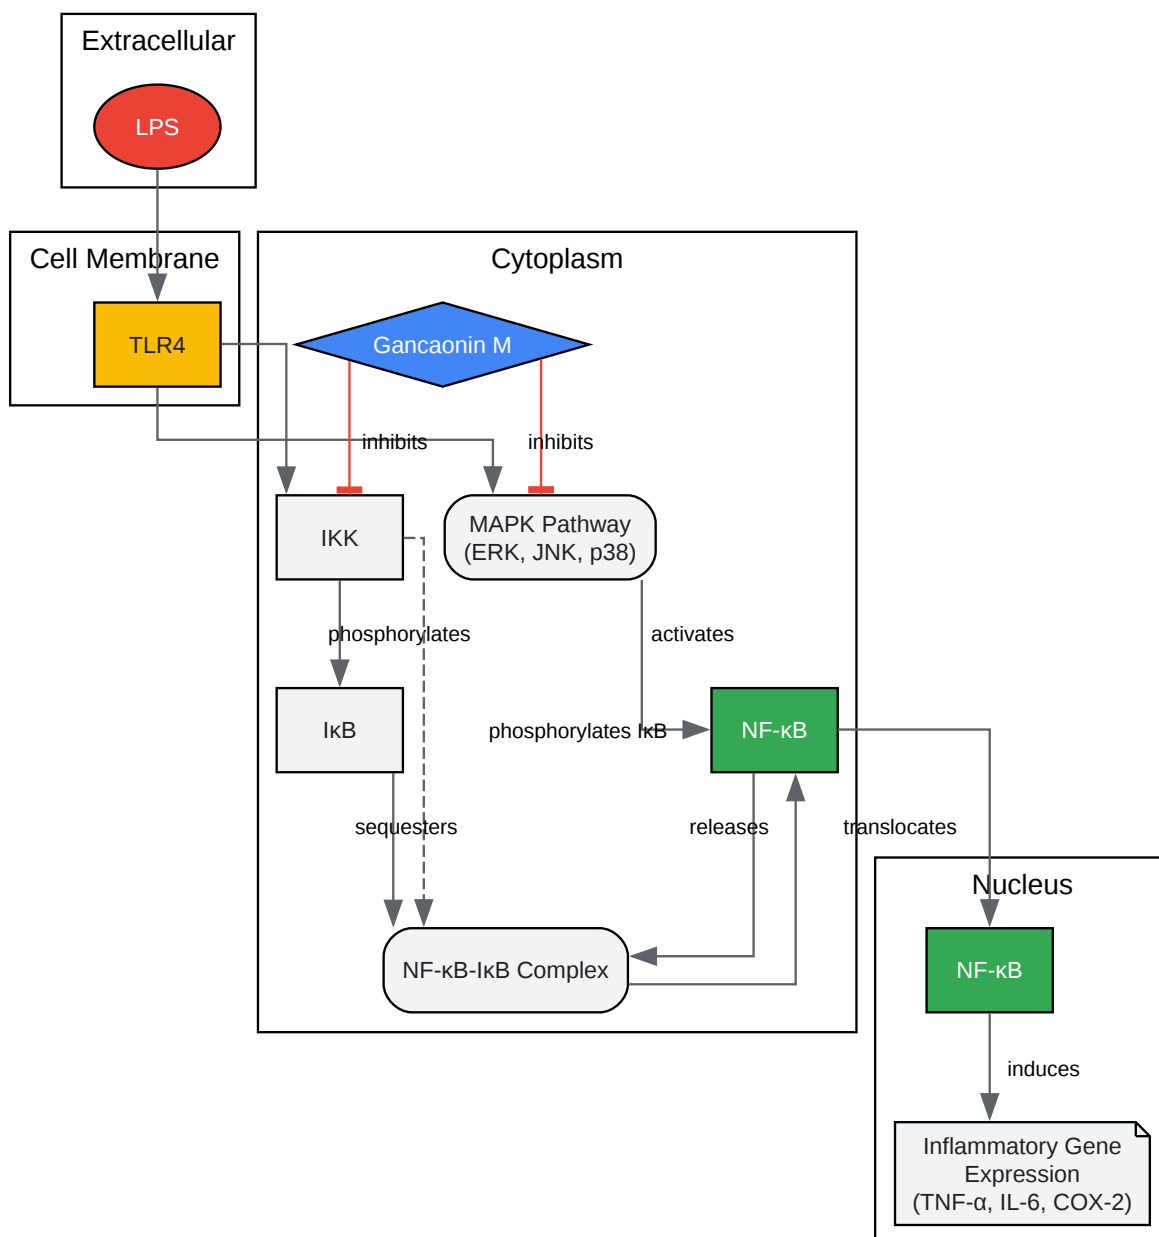 Extracellular
LPS
Cell Membrane
Cytoplasm
TLR4
Gancaonin M
inhibits
inhibits
IKK
MAPK Pathway
(ERK, JNK, p38)
phosphorylates
activates
IκB
phosphorylates IκB
NF-κB
sequesters
releases
translocates
Nucleus
NF-κB-IκB Complex
NF-κB
induces
Inflammatory Gene
Expression
(TNF-α, IL-6, COX-2)